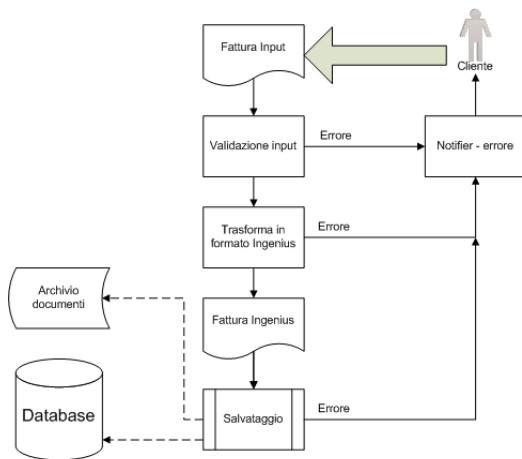 Fattura Input
Cliente
Validazione input
Errore
Notifier - errore
Trasforma in
formato Ingenius
Errore
Archivio
documenti
Fattura Ingenius
Database
Salvataggio
Errore